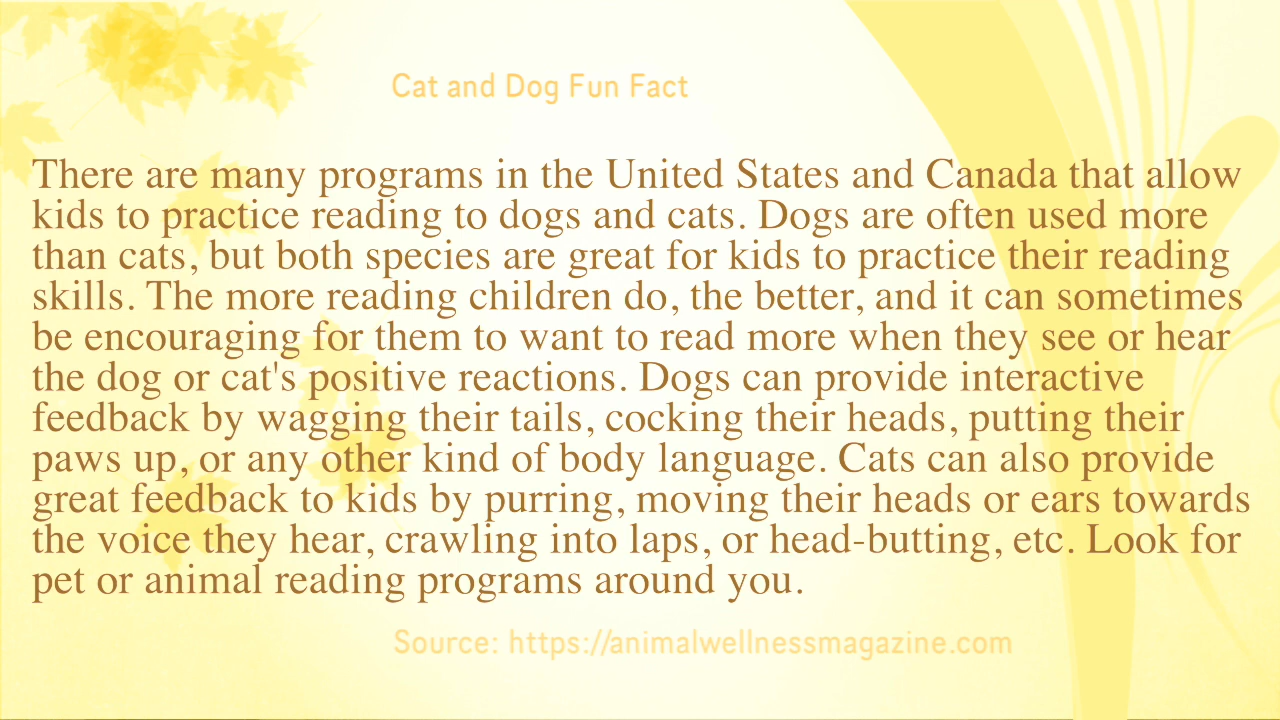 Cat and Dog Fun Fact
There are many programs in the United States and Canada that allow
kids to practice reading to dogs and cats. Dogs are often used more
than cats, but both species are great for kids to practice their reading
skills. The more reading children do, the better, and it can sometimes
be encouraging for them to want to read more when they see or hear
the dog or cat's positive reactions. Dogs can provide interactive
feedback by wagging their tails, cocking their heads, putting their
paws up, or any other kind of body language. Cats can also provide
great feedback to kids by purring, moving their heads or ears towards
the voice they hear, crawling into laps, or head-butting, etc. Look for
pet or animal reading programs around you.
Source: https://animalwellnessmagazine.com